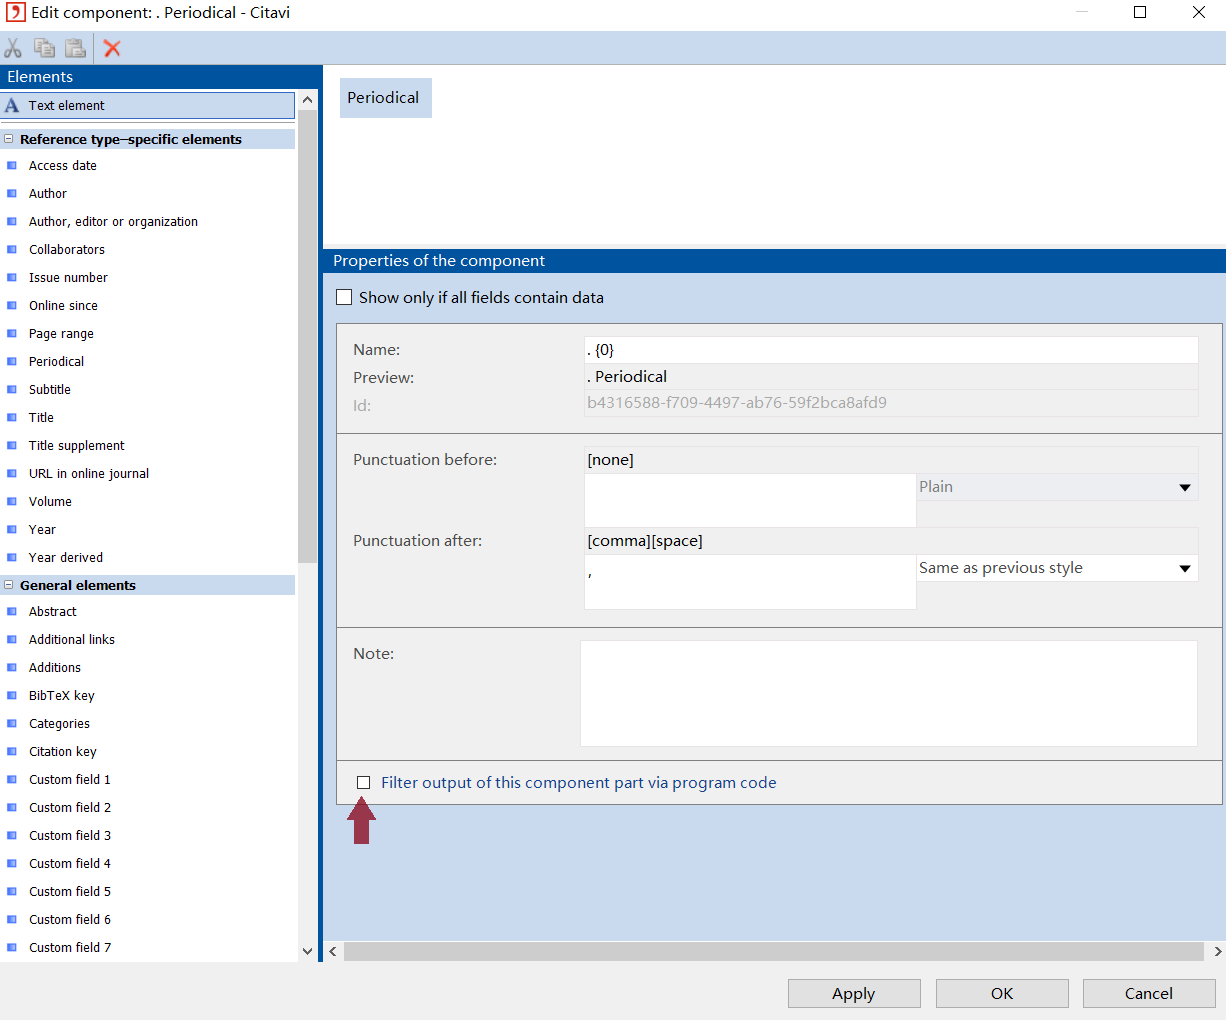 Edit component: . Periodical - Citavi
Elements
Text element
Reference type–specific elements
Access date
Author
Author, editor or organization
Collaborators
Issue number
Online since
Page range
Periodical
Subtitle
Title
Title supplement
URL in online journal
Volume
Year
Year derived
General elements
Abstract
Additional links
Additions
BibTeX key
Categories
Citation key
Custom field 1
Custom field 2
Custom field 3
Custom field 4
Custom field 5
Custom field 6
Custom field 7
Periodical
Properties of the component
Show only if all fields contain data
Name: . {0}
Preview: . Periodical
Id: b4316588-f709-4497-ab76-59f2bca8afd9
Punctuation before: [none]
Plain
Punctuation after: [comma][space]
, Same as previous style
Note:
Filter output of this component part via program code
Apply OK Cancel